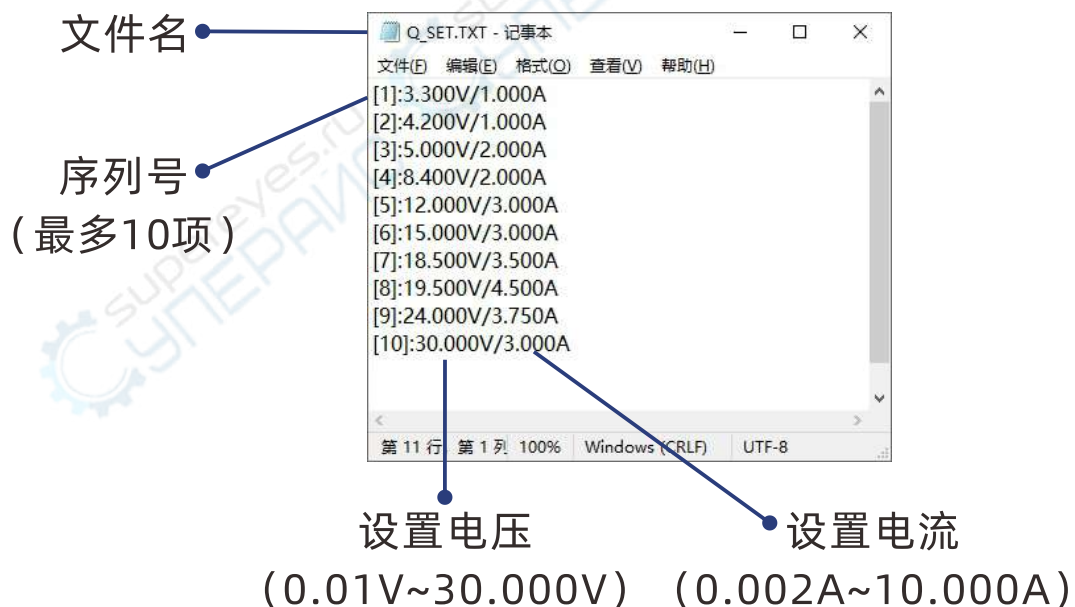 文件名
Q_SET.TXT - 记事本
文件(F) 编辑(E) 格式(O) 查看(V) 帮助(H)
[1]:3.300V/1.000A
[2]:4.200V/1.000A
[3]:5.000V/2.000A
[4]:8.400V/2.000A
[5]:12.000V/3.000A
[6]:15.000V/3.000A
[7]:18.500V/3.500A
[8]:19.500V/4.500A
[9]:24.000V/3.750A
[10]:30.000V/3.000A
序列号
(最多10项)
第 11 行 第 1 列 100% Windows (CRLF) UTF-8
设置电压
(0.01V~30.000V)
设置电流
(0.002A~10.000A)
supereyes.ru
СУПЕРАЙС